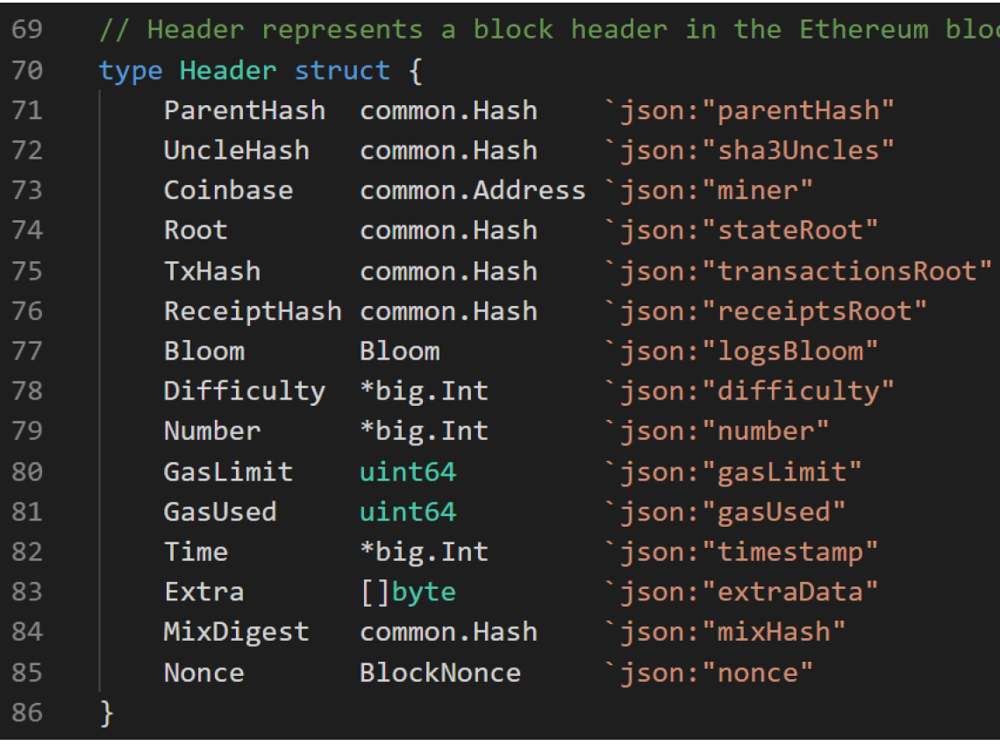 69 // Header represents a block header in the Ethereum
70 type Header struct {
71 ParentHash common.Hash `json:"parentHash"
72 UncleHash common.Hash `json:"sha3Uncles"
73 Coinbase common.Address `json:"miner"
74 Root common.Hash `json:"stateRoot"
75 TxHash common.Hash `json:"transactionsRoot"
76 ReceiptHash common.Hash `json:"receiptsRoot"
77 Bloom Bloom `json:"logsBloom"
78 Difficulty *big.Int `json:"difficulty"
79 Number *big.Int `json:"number"
80 GasLimit uint64 `json:"gasLimit"
81 GasUsed uint64 `json:"gasUsed"
82 Time *big.Int `json:"timestamp"
83 Extra []byte `json:"extraData"
84 MixDigest common.Hash `json:"mixHash"
85 Nonce BlockNonce `json:"nonce"
86 }